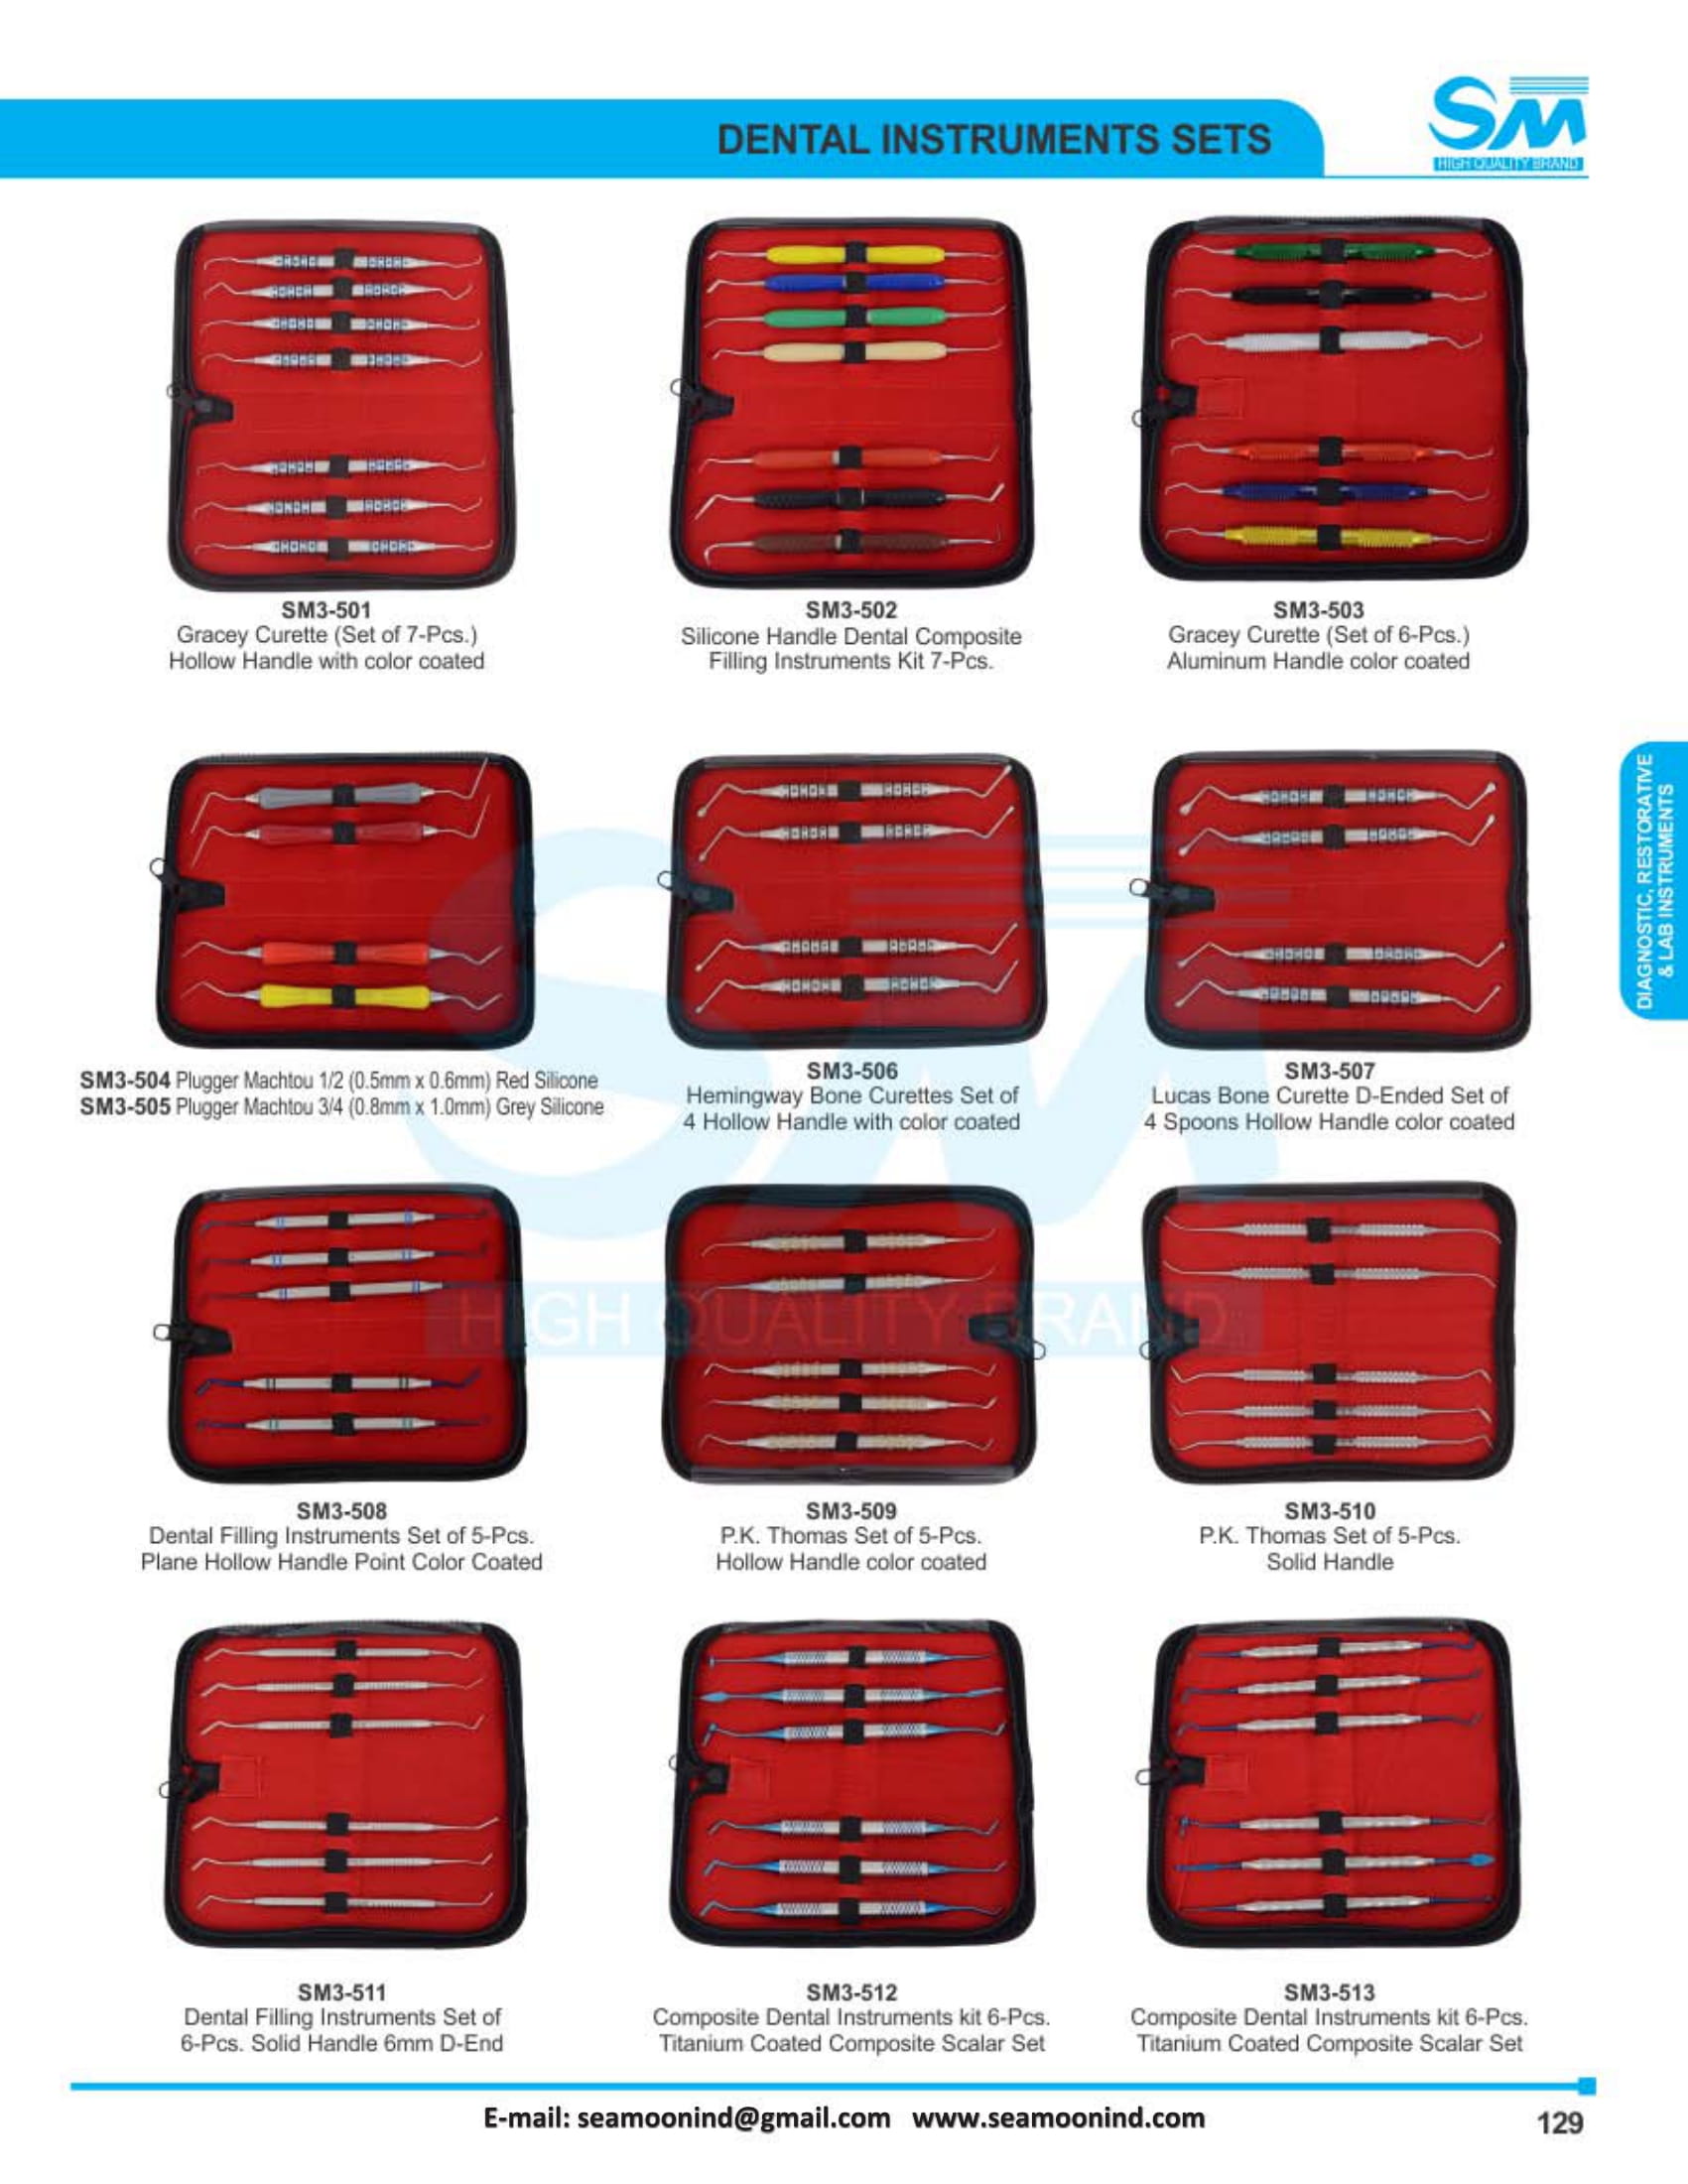 DENTAL INSTRUMENTS SETS
SM
HIGH QUALITY BRAND
SM3-501
Gracey Curette (Set of 7-Pcs.)
Hollow Handle with color coated
SM3-502
Silicone Handle Dental Composite
Filling Instruments Kit 7-Pcs.
SM3-503
Gracey Curette (Set of 6-Pcs.)
Aluminum Handle color coated
DIAGNOSTIC, RESTORATIVE
& LAB INSTRUMENTS
SM3-504 Plugger Machtou 1/2 (0.5mm x 0.6mm) Red Silicone
SM3-505 Plugger Machtou 3/4 (0.8mm x 1.0mm) Grey Silicone
SM3-506
Hemingway Bone Curettes Set of
4 Hollow Handle with color coated
SM3-507
Lucas Bone Curette D-Ended Set of
4 Spoons Hollow Handle color coated
SM
HIGH QUALITY BRAND
SM3-508
Dental Filling Instruments Set of 5-Pcs.
Plane Hollow Handle Point Color Coated
SM3-509
P.K. Thomas Set of 5-Pcs.
Hollow Handle color coated
SM3-510
P.K. Thomas Set of 5-Pcs.
Solid Handle
SM3-511
Dental Filling Instruments Set of
6-Pcs. Solid Handle 6mm D-End
SM3-512
Composite Dental Instruments kit 6-Pcs.
Titanium Coated Composite Scalar Set
SM3-513
Composite Dental Instruments kit 6-Pcs.
Titanium Coated Composite Scalar Set
E-mail: seamoonind@gmail.com www.seamoonind.com
129